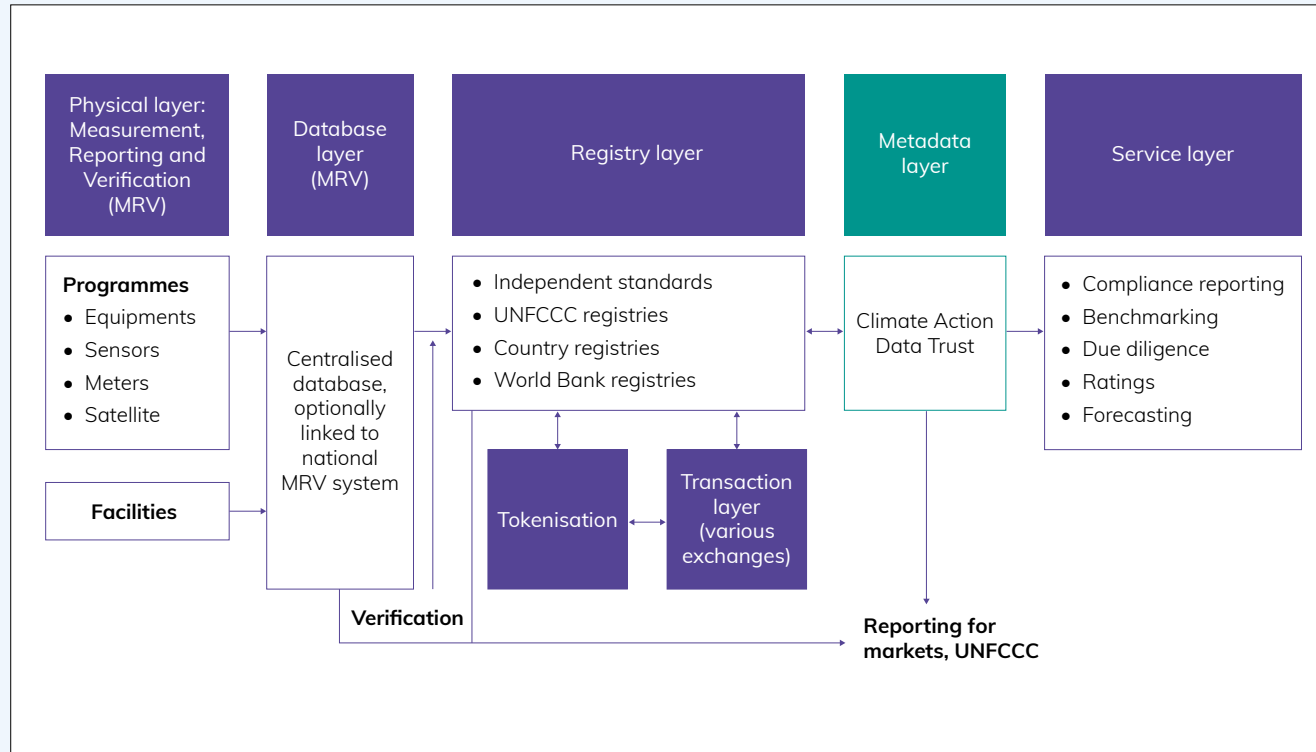 Physical layer:
Measurement,
Reporting and
Verification
(MRV)
Database
layer
(MRV)
Registry layer
Metadada
layer
Service layer
Programmes
• Equipments
• Sensors
• Meters
• Satellite
Facilities
Centralised
database,
optionally
linked to
national
MRV system
• Independent standards
• UNFCCC registries
• Country registries
• World Bank registries
Climate Action
Data Trust
• Compliance reporting
• Benchmarking
• Due diligence
• Ratings
• Forecasting
Tokenisation
Transaction
layer
(various
exchanges)
Verification
Reporting for
markets, UNFCCC